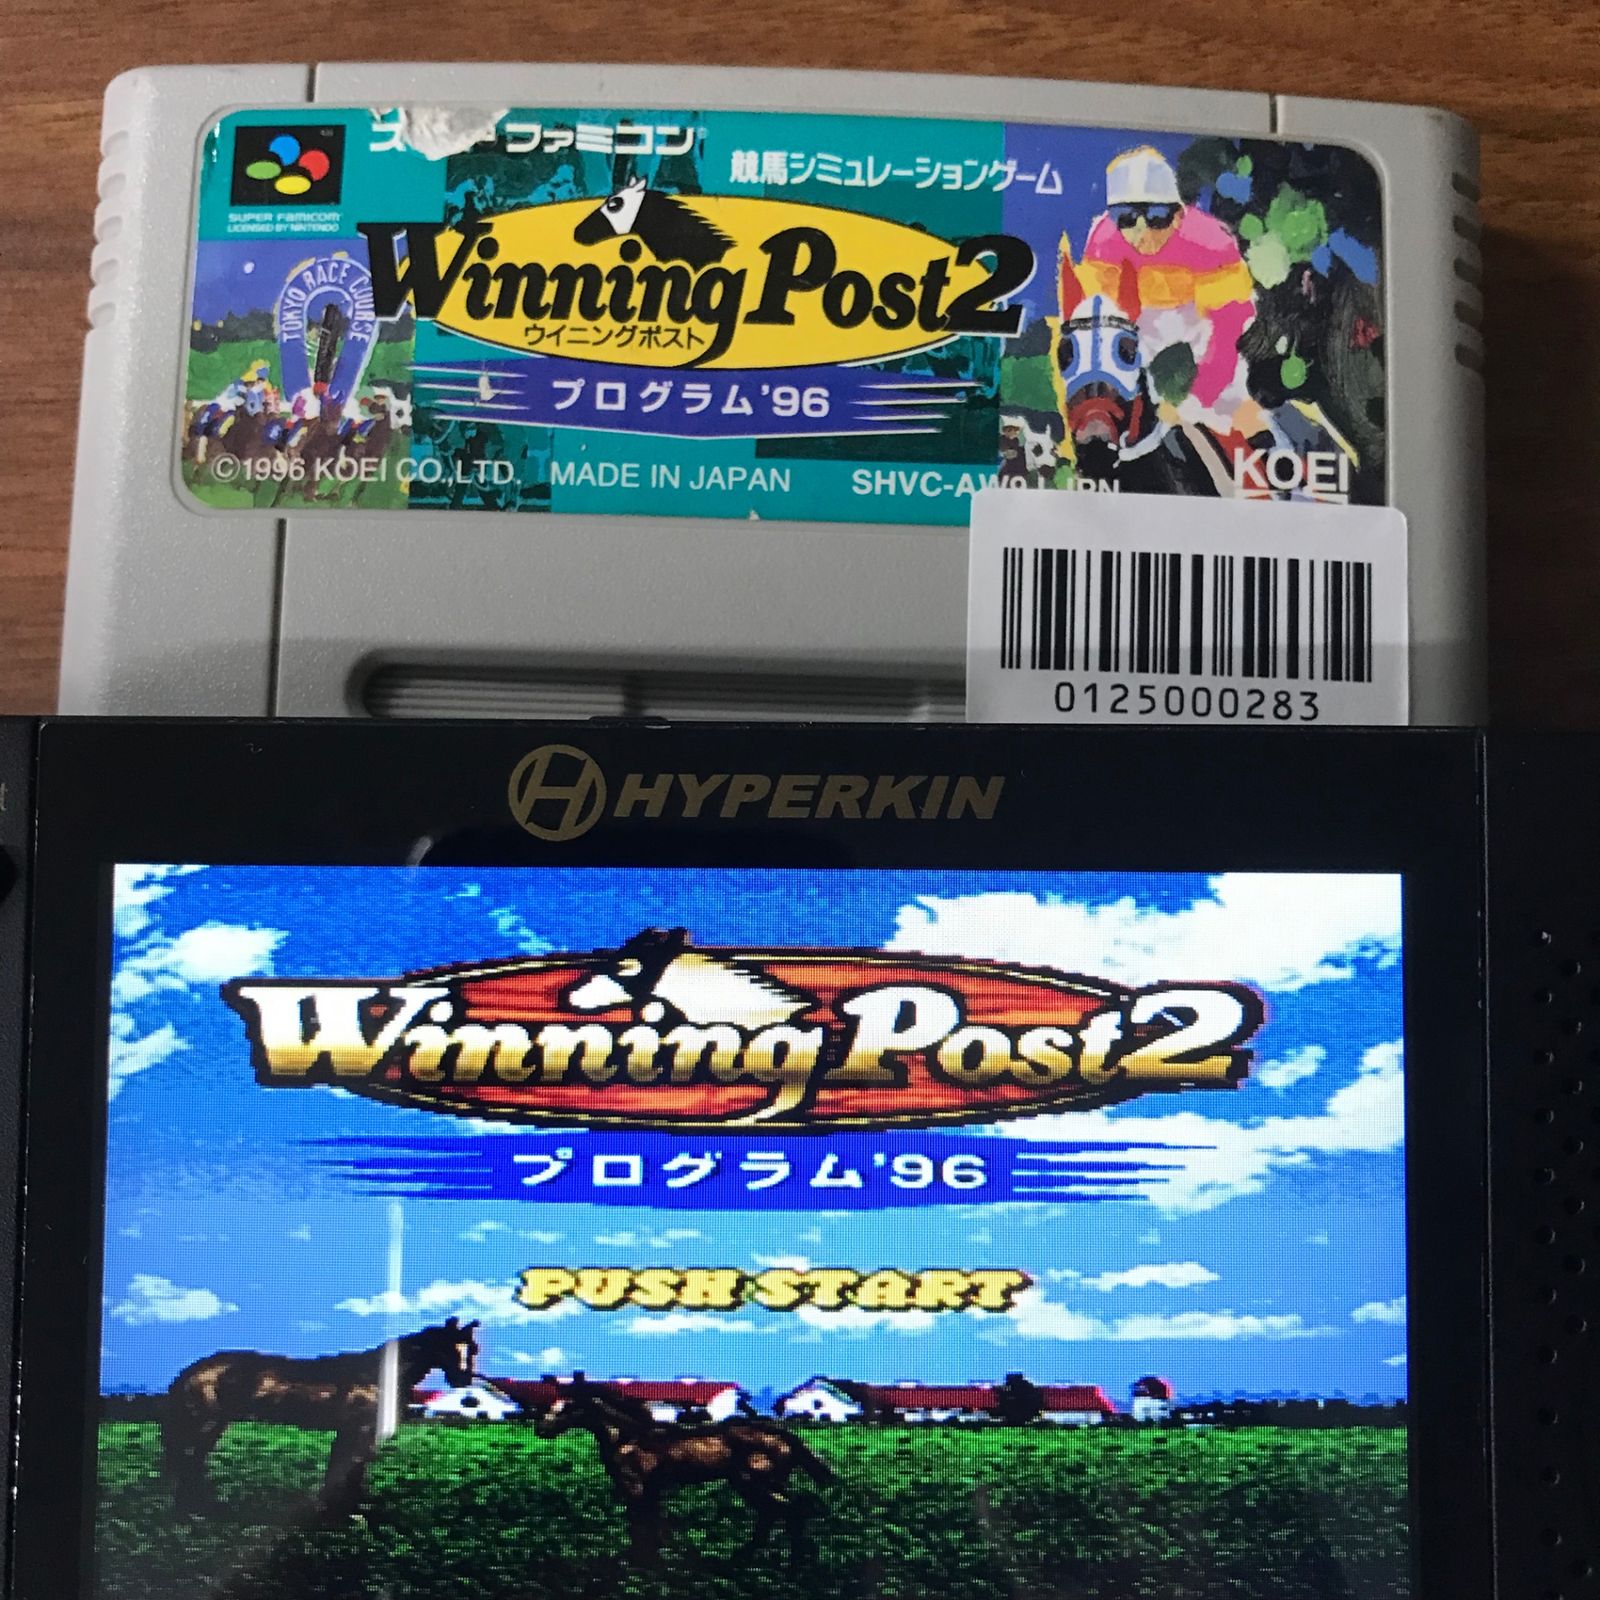 ファミコン
競馬シミュレーションゲーム
SUPER FAMICOM
LICENSED BY NINTENDO
Winning Post 2
ウイニングポスト
TOKYO RACE COURSE
プログラム'96
©1996 KOEI CO.,LTD. MADE IN JAPAN
KOEI
0125000283
HYPERKIN
Winning Post 2
プログラム'96
PUSH START